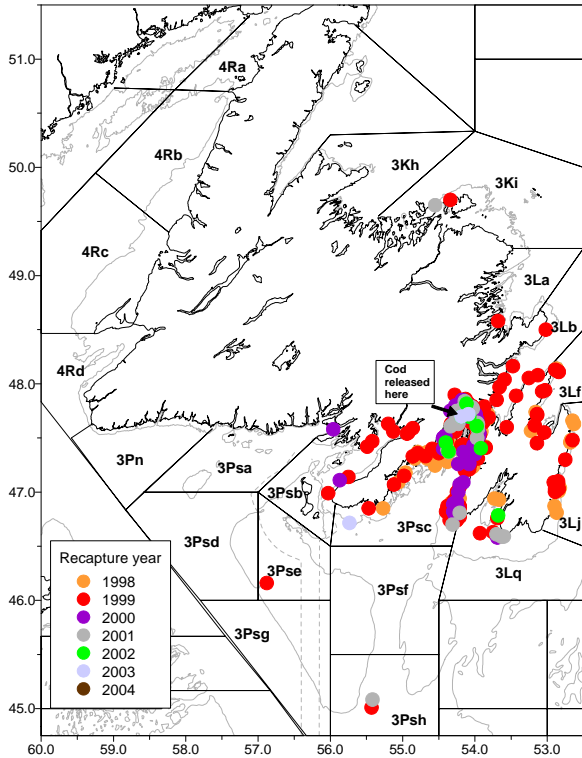 51.0
50.0
49.0
48.0
47.0
46.0
45.0
4Ra
4Rb
3Kh
3Ki
4Rc
3La
3Lb
4Rd
Cod
released
here
3Lf
3Pn
3Psa
3Psb
3Psc
3Lj
3Psd
3Pse
3Lq
3Psf
3Psg
3Psh
Recapture year
1998
1999
2000
2001
2002
2003
2004
60.0 59.0 58.0 57.0 56.0 55.0 54.0 53.0